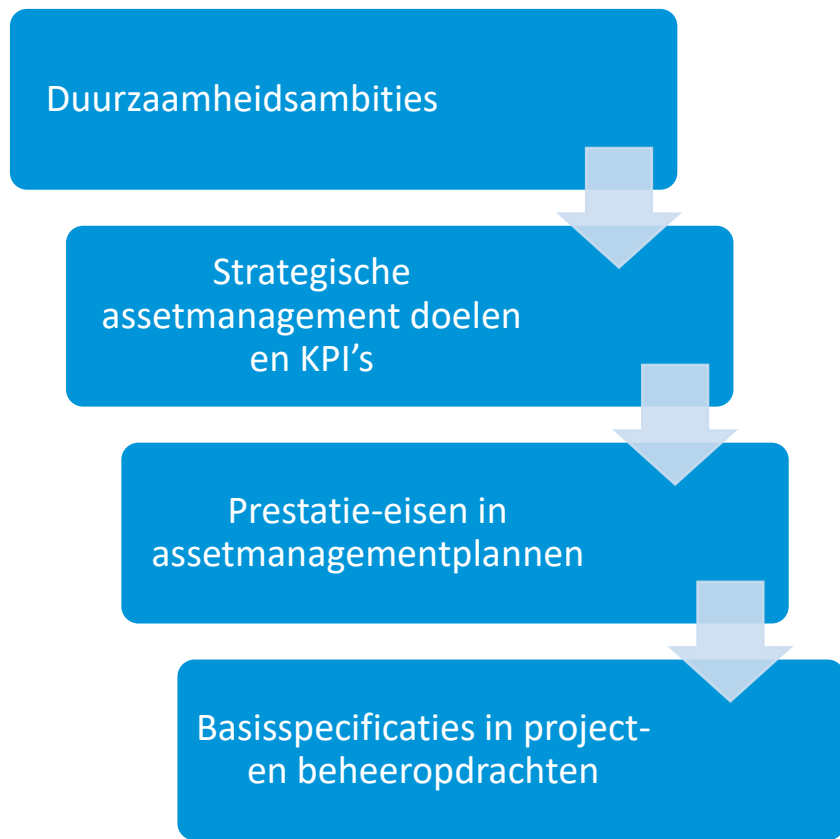 Duurzaamheidsambities
Strategische
assetmanagement doelen
en KPI’s
Prestatie-eisen in
assetmanagementplannen
Basisspecificaties in project-
en beheeropdrachten